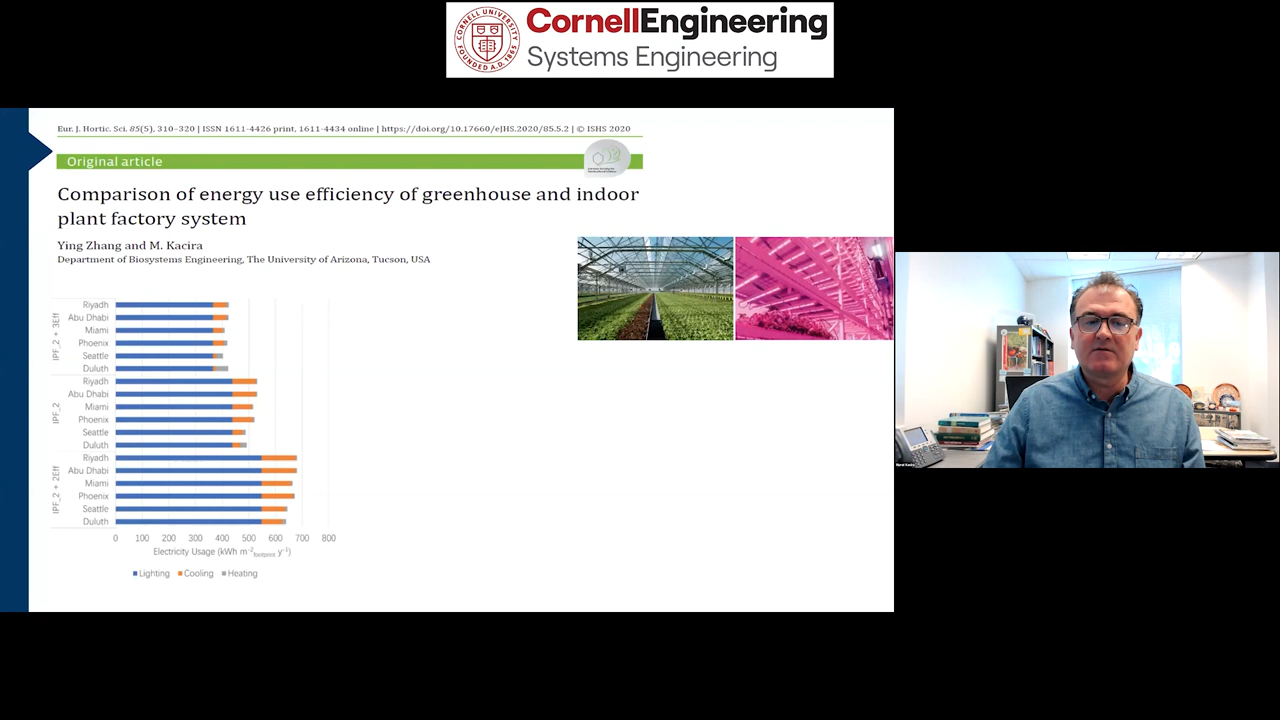 CornellEngineering
Systems Engineering
Eur. J. Hortic. Sci. 85(5), 310–320 | ISSN 1611-4426 print, 1611-4434 online | https://doi.org/10.17660/eJHS.2020/85.5.2 | © ISHS 2020
Original article
Comparison of energy use efficiency of greenhouse and indoor
plant factory system
Ying Zhang and M. Kacira
Department of Biosystems Engineering, The University of Arizona, Tucson, USA
IPF_2 + 3Eff
Riyadh
Abu Dhabi
Miami
Phoenix
Seattle
Duluth
IPF_2
Riyadh
Abu Dhabi
Miami
Phoenix
Seattle
Duluth
IPF_2 + 2Eff
Riyadh
Abu Dhabi
Miami
Phoenix
Seattle
Duluth
0 100 200 300 400 500 600 700 800
Electricity Usage (kWh m⁻² footprint y⁻¹)
Lighting Cooling Heating
Murat Kacira